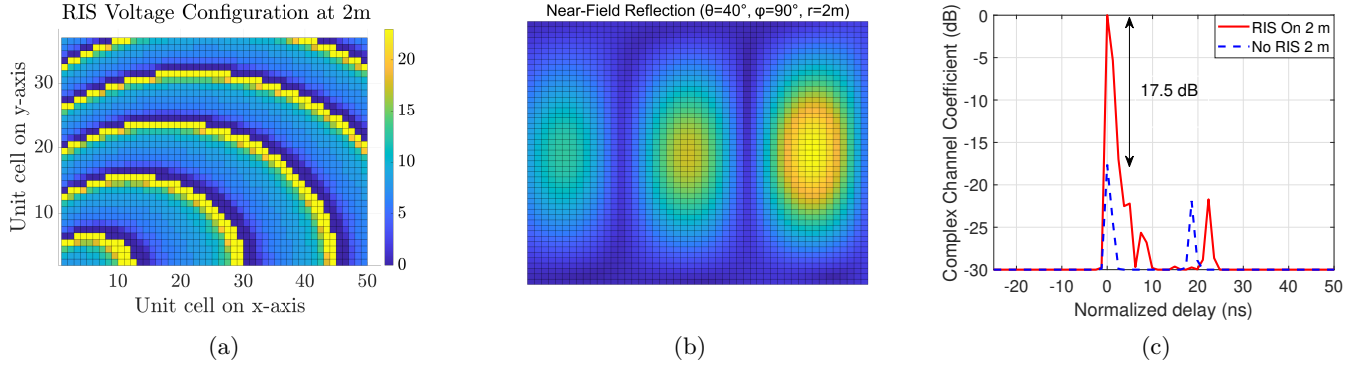 RIS Voltage Configuration at 2m
Unit cell on y-axis
30
20
10
10
20
30
40
50
Unit cell on x-axis
20
15
10
5
0
(a)
Near-Field Reflection (θ=40°, φ=90°, r=2m)
(b)
Complex Channel Coefficient (dB)
0
-5
-10
-15
-20
-25
-30
-20
-10
0
10
20
30
40
50
Normalized delay (ns)
RIS On 2 m
No RIS 2 m
17.5 dB
(c)